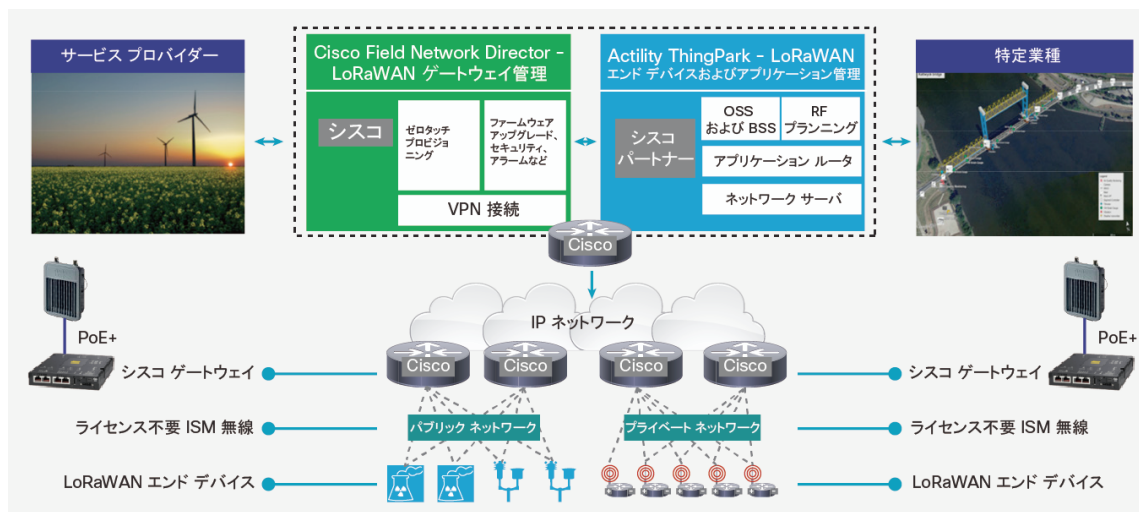 サービス プロバイダー
Cisco Field Network Director –
LoRaWAN ゲートウェイ管理
シスコ
ゼロタッチ
プロビジョ
ニング
ファームウェア
アップグレード、
セキュリティ、
アラームなど
VPN 接続
Actility ThingPark – LoRaWAN
エンド デバイスおよびアプリケーション管理
シスコ
パートナー
OSS
および BSS
RF
プランニング
アプリケーション ルータ
ネットワーク サーバ
特定業種
Cisco
IP ネットワーク
PoE+
PoE+
Cisco
Cisco
Cisco
Cisco
シスコ ゲートウェイ
シスコ ゲートウェイ
ライセンス不要 ISM 無線
パブリック ネットワーク
プライベート ネットワーク
ライセンス不要 ISM 無線
LoRaWAN エンド デバイス
LoRaWAN エンド デバイス